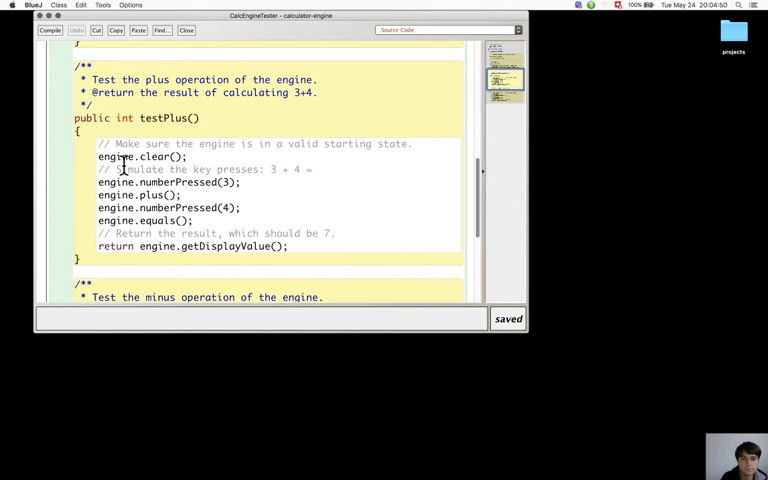 BlueJ Class Edit Tools Options
100% Tue May 24 20:04:50
CalcEngineTester - calculator-engine
Compile Undo Cut Copy Paste Find... Close
Source Code
}
/**
* Test the plus operation of the engine.
* @return the result of calculating 3+4.
*/
public int testPlus()
{
// Make sure the engine is in a valid starting state.
engine.clear();
// Simulate the key presses: 3 + 4 =
engine.numberPressed(3);
engine.plus();
engine.numberPressed(4);
engine.equals();
// Return the result, which should be 7.
return engine.getDisplayValue();
}
/**
* Test the minus operation of the engine.
saved
projects